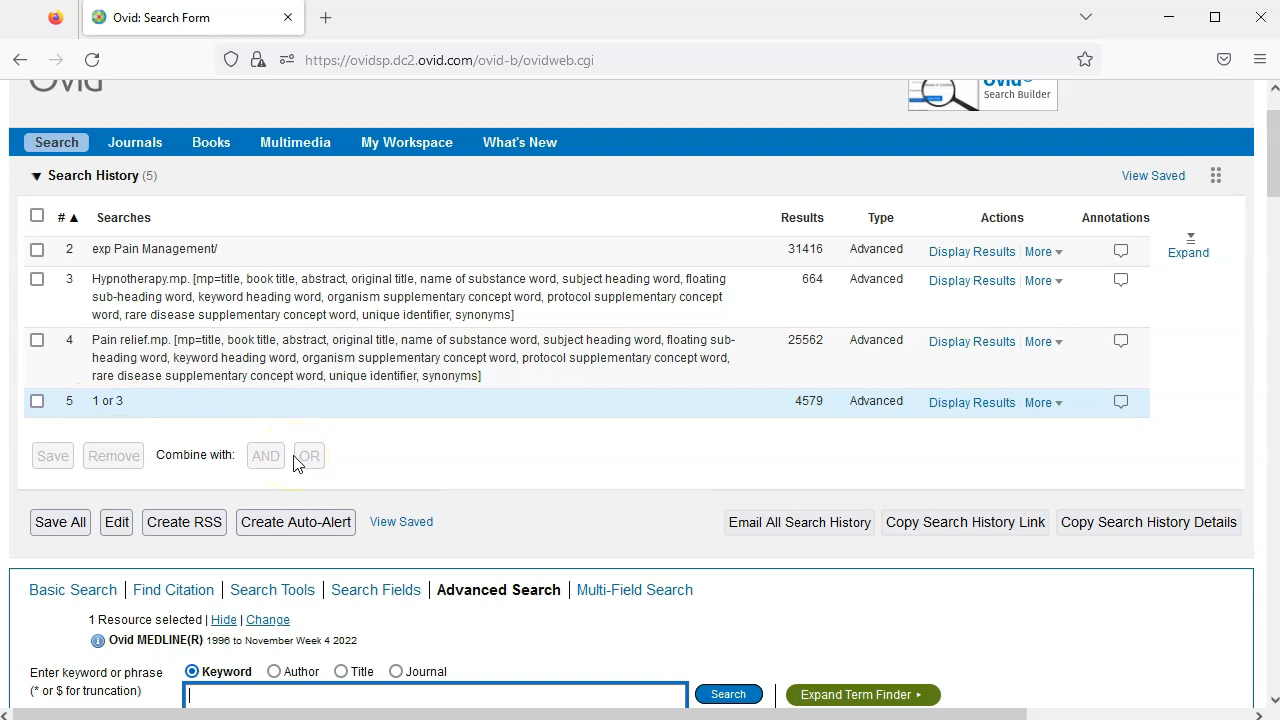 Ovid: Search Form
https://ovidsp.dc2.ovid.com/ovid-b/ovidweb.cgi
Ovid
Ovid®
Search Builder
Search Journals Books Multimedia My Workspace What's New
Search History (5) View Saved
# Searches Results Type Actions Annotations
2 exp Pain Management/ 31416 Advanced Display Results More
Expand
3 Hypnotherapy.mp. [mp=title, book title, abstract, original title, name of substance word, subject heading word, floating 664 Advanced Display Results More
sub-heading word, keyword heading word, organism supplementary concept word, protocol supplementary concept
word, rare disease supplementary concept word, unique identifier, synonyms]
4 Pain relief.mp. [mp=title, book title, abstract, original title, name of substance word, subject heading word, floating sub- 25562 Advanced Display Results More
heading word, keyword heading word, organism supplementary concept word, protocol supplementary concept word,
rare disease supplementary concept word, unique identifier, synonyms]
5 1 or 3 4579 Advanced Display Results More
Save Remove Combine with: AND OR
Save All Edit Create RSS Create Auto-Alert View Saved Email All Search History Copy Search History Link Copy Search History Details
Basic Search | Find Citation | Search Tools | Search Fields | Advanced Search | Multi-Field Search
1 Resource selected | Hide | Change
Ovid MEDLINE(R) 1996 to November Week 4 2022
Enter keyword or phrase Keyword Author Title Journal
(* or $ for truncation) Search Expand Term Finder